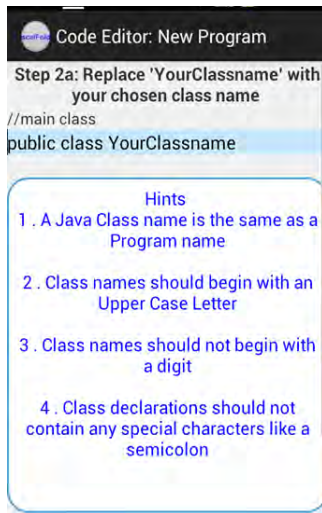 Code Editor: New Program
Step 2a: Replace 'YourClassname' with
your chosen class name
//main class
public class YourClassname
Hints
1 . A Java Class name is the same as a
Program name
2 . Class names should begin with an
Upper Case Letter
3 . Class names should not begin with
a digit
4 . Class declarations should not
contain any special characters like a
semicolon